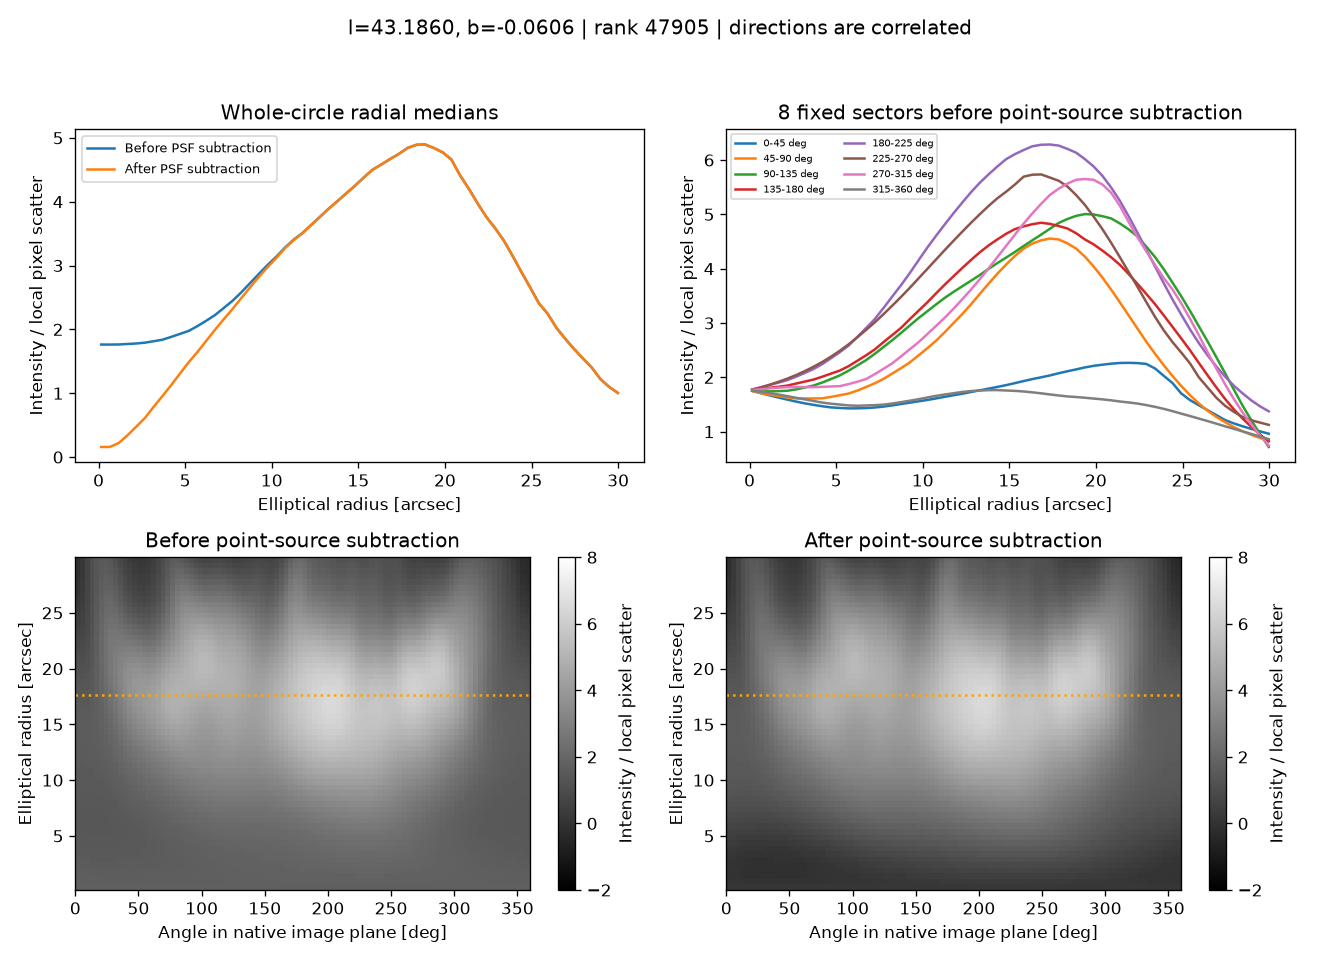 l=43.1860, b=-0.0606 | rank 47905 | directions are correlated
Whole-circle radial medians
Before PSF subtraction
After PSF subtraction
Intensity / local pixel scatter
5
4
3
2
1
0
0 5 10 15 20 25 30
Elliptical radius [arcsec]
8 fixed sectors before point-source subtraction
0-45 deg
45-90 deg
90-135 deg
135-180 deg
180-225 deg
225-270 deg
270-315 deg
315-360 deg
Intensity / local pixel scatter
6
5
4
3
2
1
0 5 10 15 20 25 30
Elliptical radius [arcsec]
Before point-source subtraction
Elliptical radius [arcsec]
25
20
15
10
5
0 50 100 150 200 250 300 350
Angle in native image plane [deg]
8
6
4
2
0
−2
Intensity / local pixel scatter
After point-source subtraction
Elliptical radius [arcsec]
25
20
15
10
5
0 50 100 150 200 250 300 350
Angle in native image plane [deg]
8
6
4
2
0
−2
Intensity / local pixel scatter